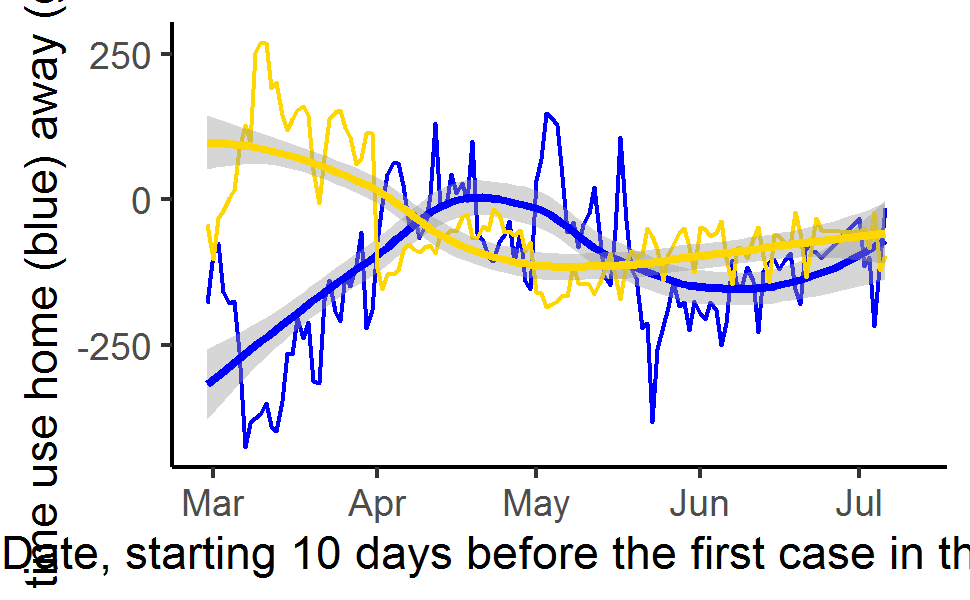 time use home (blue) away (
250
0
-250
Mar Apr May Jun Jul
Date, starting 10 days before the first case in th